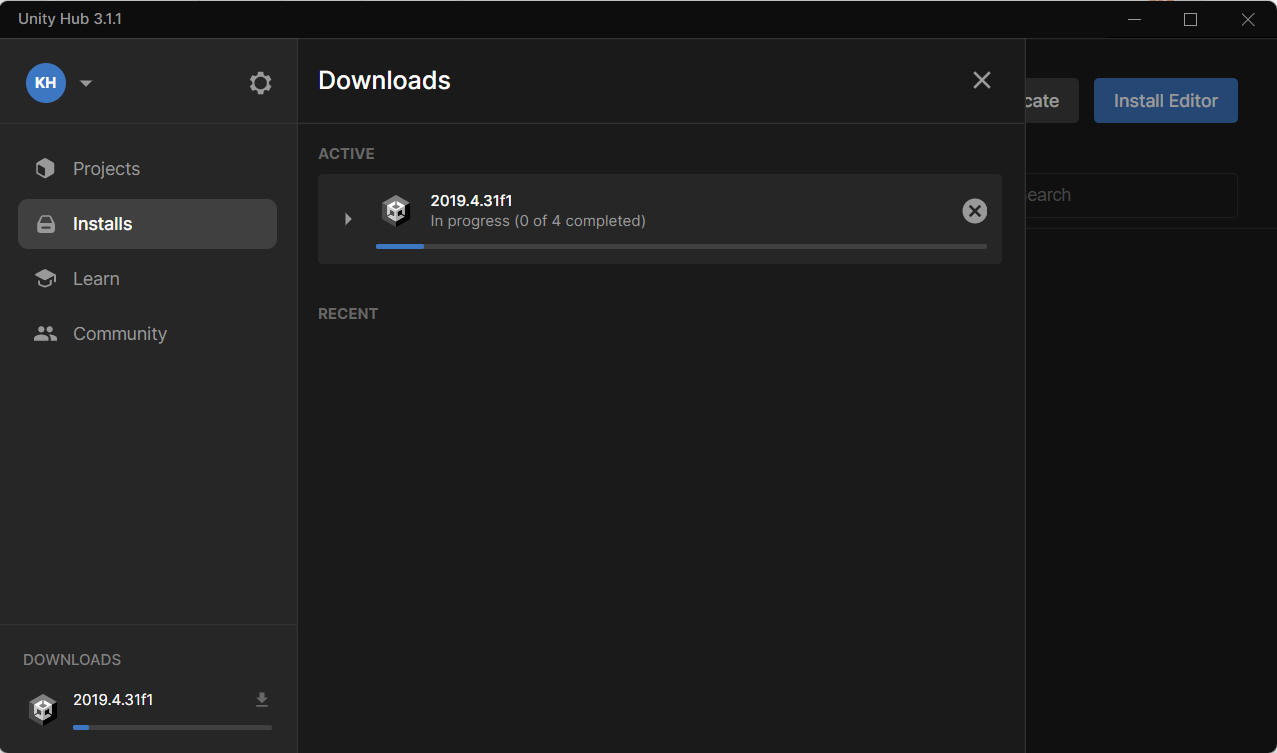 Unity Hub 3.1.1
KH
Projects
Installs
Learn
Community
DOWNLOADS
2019.4.31f1
Downloads
ACTIVE
2019.4.31f1
In progress (0 of 4 completed)
RECENT
cate
Install Editor
earch